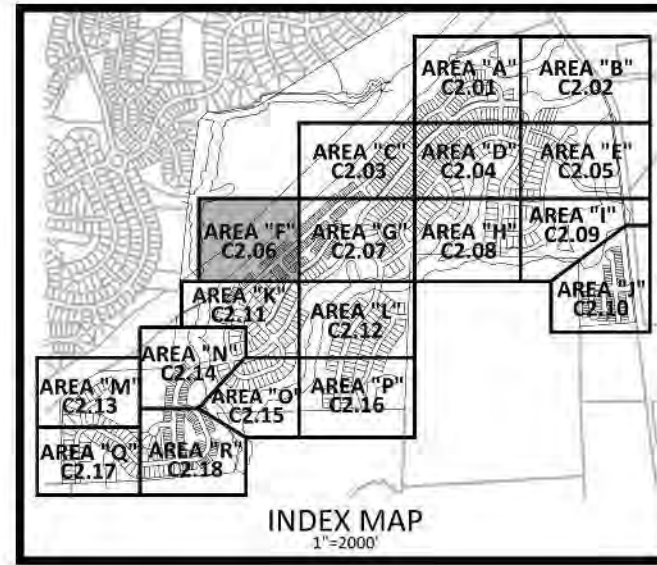 AREA "A"
C2.01
AREA "B"
C2.02
AREA "C"
C2.03
AREA "D"
C2.04
AREA "E"
C2.05
AREA "F"
C2.06
AREA "G"
C2.07
AREA "H"
C2.08
AREA "I"
C2.09
AREA "J"
C2.10
AREA "K"
C2.11
AREA "L"
C2.12
AREA "M"
C2.13
AREA "N"
C2.14
AREA "O"
C2.15
AREA "P"
C2.16
AREA "Q"
C2.17
AREA "R"
C2.18
INDEX MAP
1"=2000'